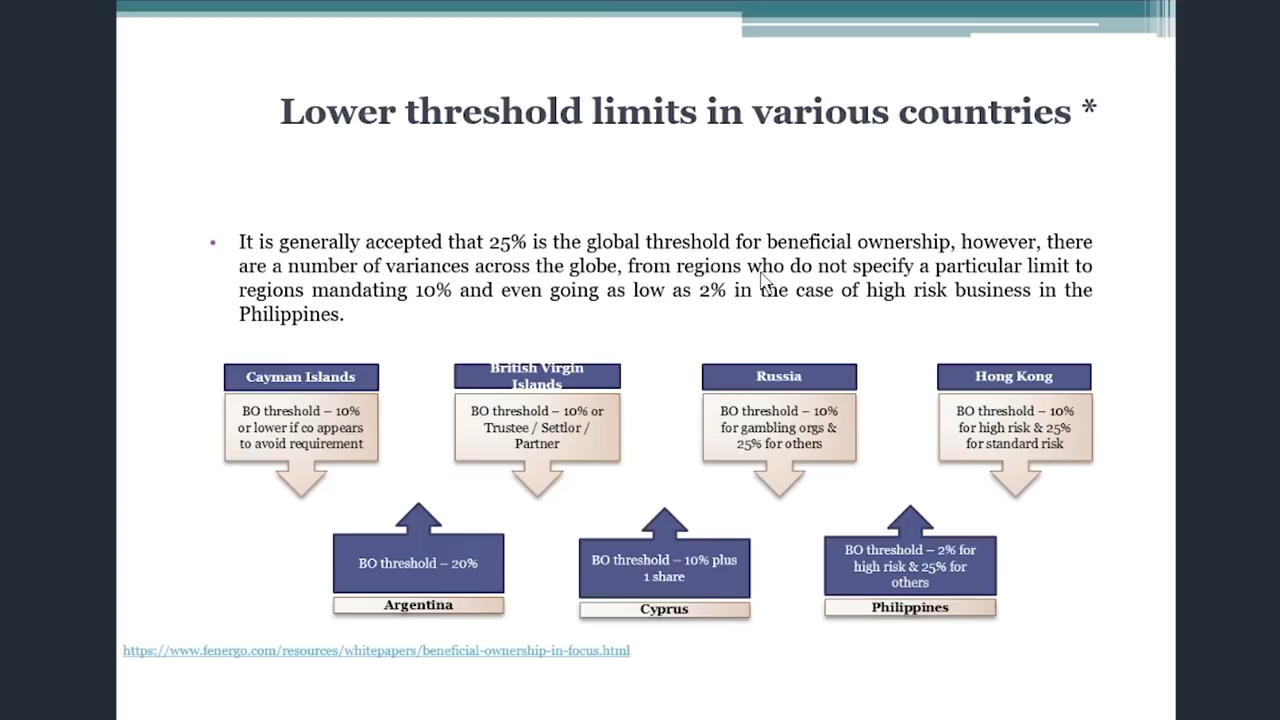 Lower threshold limits in various countries *
• It is generally accepted that 25% is the global threshold for beneficial ownership, however, there
are a number of variances across the globe, from regions who do not specify a particular limit to
regions mandating 10% and even going as low as 2% in the case of high risk business in the
Philippines.
Cayman Islands
BO threshold – 10%
or lower if co appears
to avoid requirement
British Virgin
Islands
BO threshold – 10% or
Trustee / Settlor /
Partner
Russia
BO threshold – 10%
for gambling orgs &
25% for others
Hong Kong
BO threshold – 10%
for high risk & 25%
for standard risk
BO threshold – 20%
Argentina
BO threshold – 10% plus
1 share
Cyprus
BO threshold – 2% for
high risk & 25% for
others
Philippines
https://www.fenergo.com/resources/whitepapers/beneficial-ownership-in-focus.html